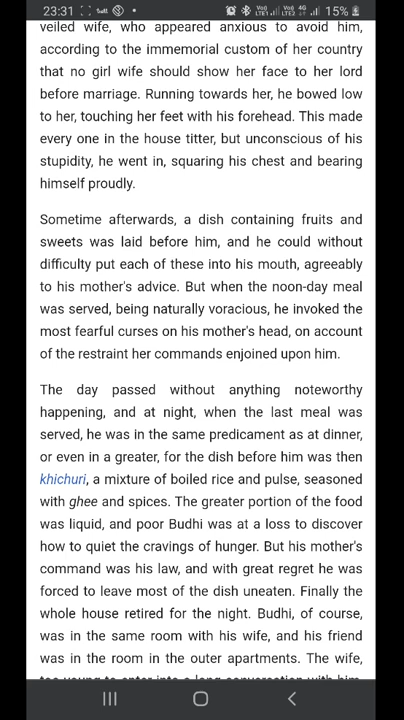 23:31
15%
veiled wife, who appeared anxious to avoid him,
according to the immemorial custom of her country
that no girl wife should show her face to her lord
before marriage. Running towards her, he bowed low
to her, touching her feet with his forehead. This made
every one in the house titter, but unconscious of his
stupidity, he went in, squaring his chest and bearing
himself proudly.
Sometime afterwards, a dish containing fruits and
sweets was laid before him, and he could without
difficulty put each of these into his mouth, agreeably
to his mother's advice. But when the noon-day meal
was served, being naturally voracious, he invoked the
most fearful curses on his mother's head, on account
of the restraint her commands enjoined upon him.
The day passed without anything noteworthy
happening, and at night, when the last meal was
served, he was in the same predicament as at dinner,
or even in a greater, for the dish before him was then
khichuri, a mixture of boiled rice and pulse, seasoned
with ghee and spices. The greater portion of the food
was liquid, and poor Budhi was at a loss to discover
how to quiet the cravings of hunger. But his mother's
command was his law, and with great regret he was
forced to leave most of the dish uneaten. Finally the
whole house retired for the night. Budhi, of course,
was in the same room with his wife, and his friend
was in the room in the outer apartments. The wife,